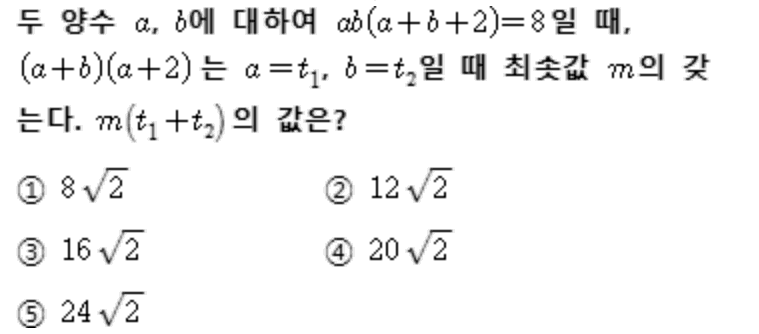 두 양수 a, b에 대하여 ab(a+b+2)=8일 때,
(a+b)(a+2)는 a=t₁, b=t₂일 때 최솟값 m의 갖
는다. m(t₁+t₂)의 값은?
① 8√2 ② 12√2
③ 16√2 ④ 20√2
⑤ 24√2